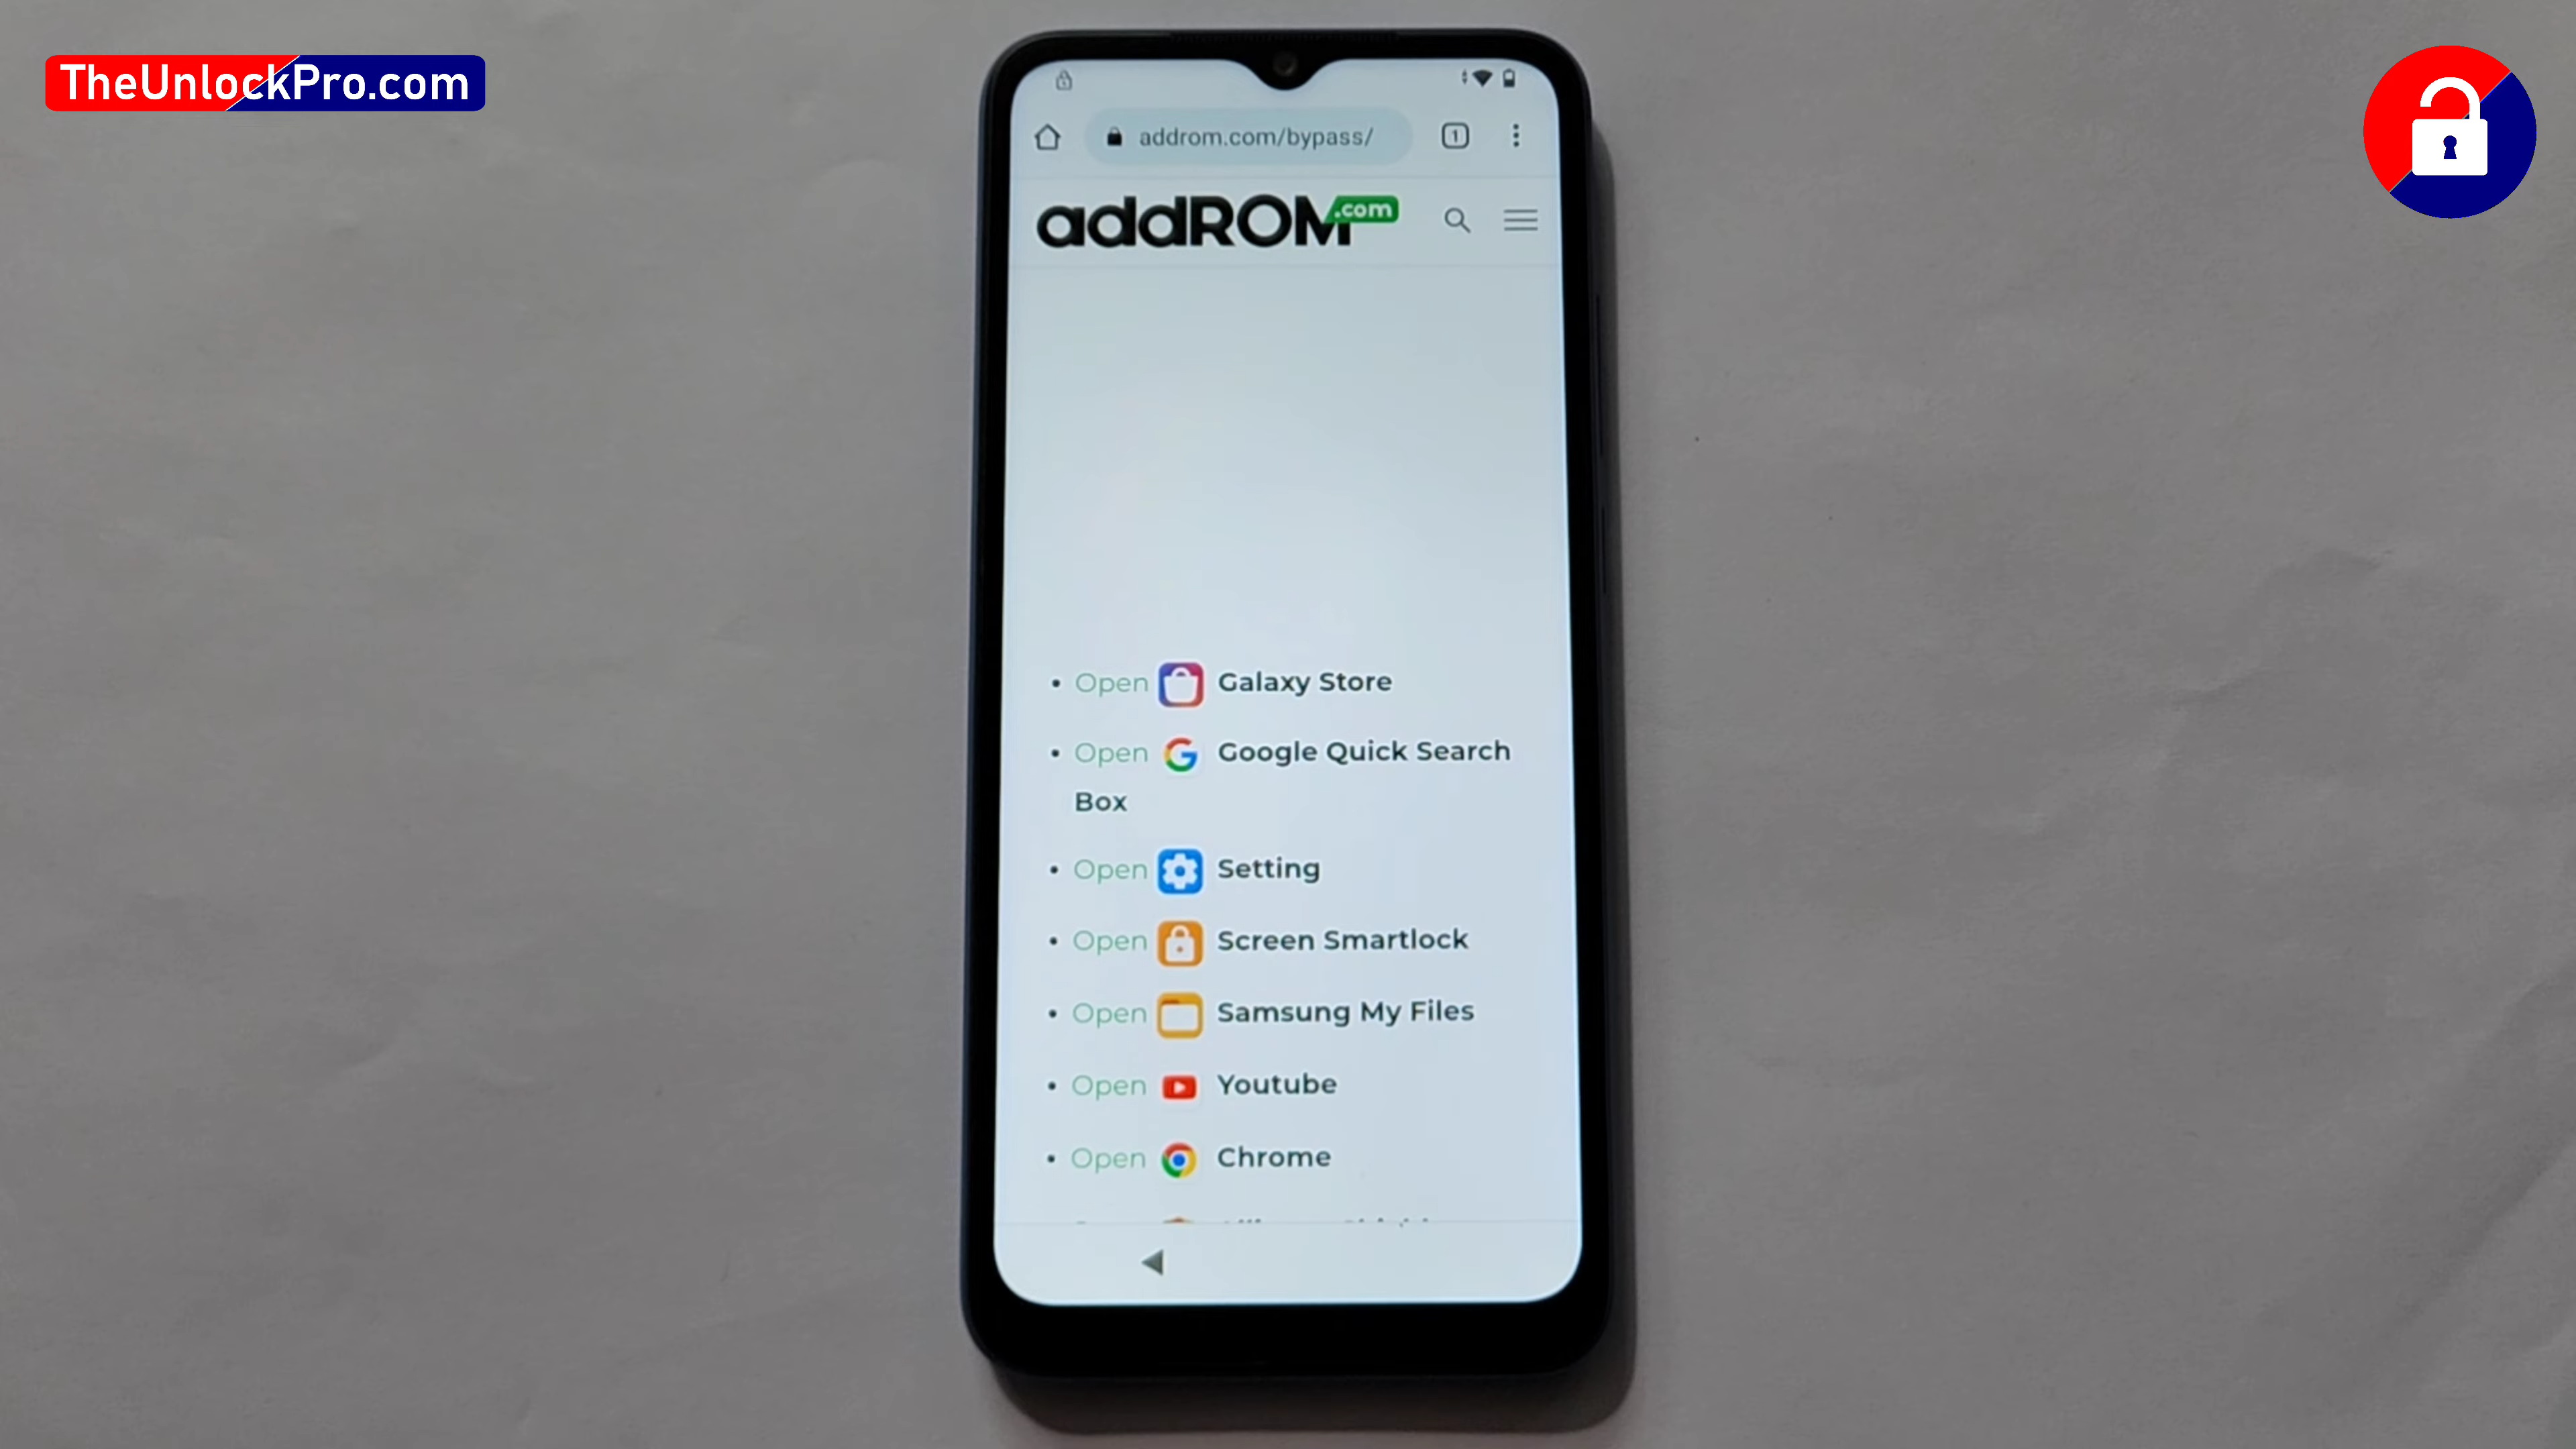 TheUnlockPro.com
addrom.com/bypass/
1
addROM.com
Open Galaxy Store
Open Google Quick Search
Box
Open Setting
Open Screen Smartlock
Open Samsung My Files
Open Youtube
Open Chrome